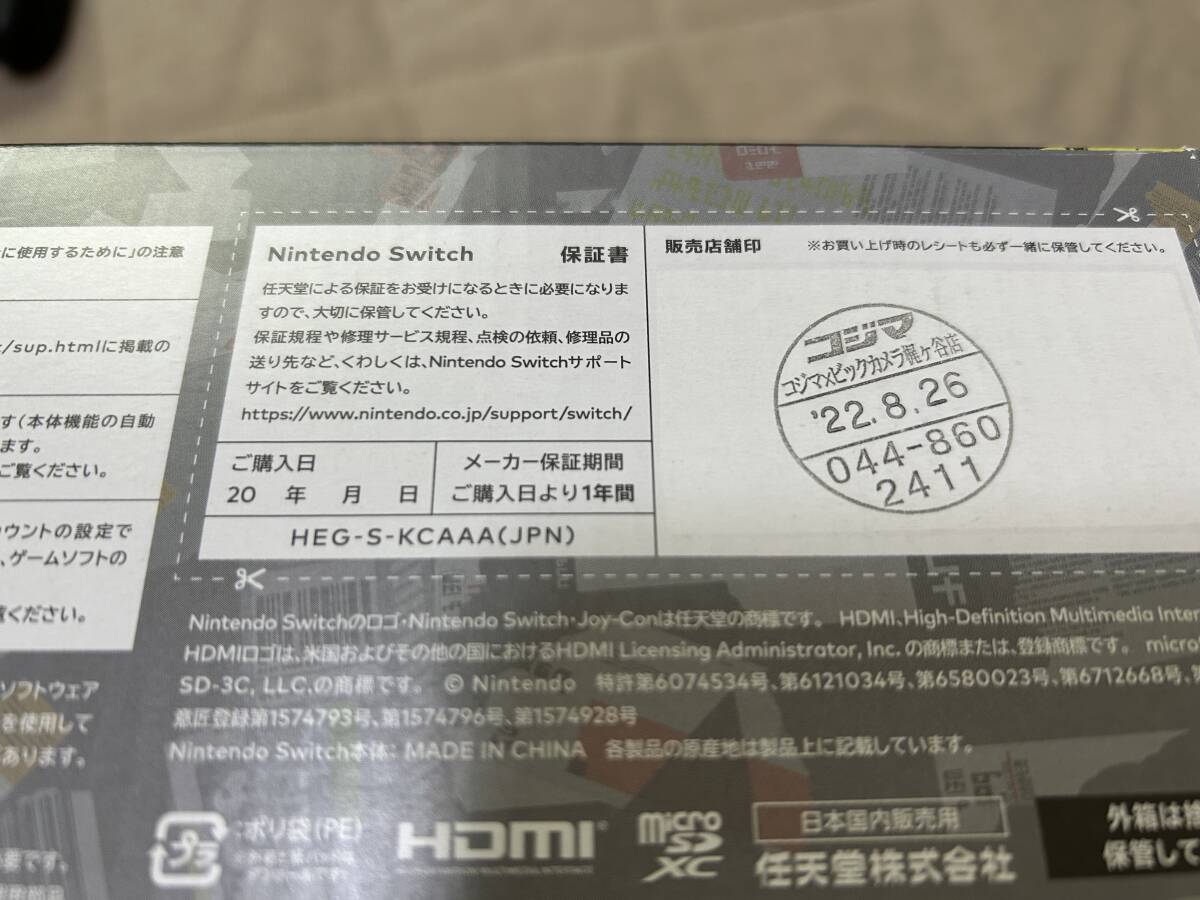 に使用するために」の注意
/sup.htmlに掲載の
す(本体機能の自動
ます。
ご覧ください。
ウントの設定で
、ゲームソフトの
覧ください。
ソフトウェア
を使用して
あります。
Nintendo Switch 保証書
任天堂による保証をお受けになるときに必要になりま
すので、大切に保管してください。
保証規程や修理サービス規程、点検の依頼、修理品の
送り先など、くわしくは、Nintendo Switchサポート
サイトをご覧ください。
https://www.nintendo.co.jp/support/switch/
ご購入日
20 年 月 日
メーカー保証期間
ご購入日より1年間
HEG-S-KCAAA(JPN)
販売店舗印 ※お買い上げ時のレシートも必ず一緒に保管してください。
コジマ
コジマ×ビックカメラ梶ヶ谷店
'22.8.26
044-860
2411
Nintendo Switchのロゴ・Nintendo Switch・Joy-Conは任天堂の商標です。 HDMI、High-Definition Multimedia Inter
HDMIロゴは、米国およびその他の国におけるHDMI Licensing Administrator, Inc. の商標または、登録商標です。 micro
SD-3C, LLC.の商標です。 © Nintendo 特許第6074534号、第6121034号、第6580023号、第6712668号、第
意匠登録第1574793号、第1574796号、第1574928号
Nintendo Switch本体: MADE IN CHINA 各製品の原産地は製品上に記載しています。
プラ
:ポリ袋(PE)
HDMI
micro
SD
XC
日本国内販売用
任天堂株式会社
外箱は
保管して